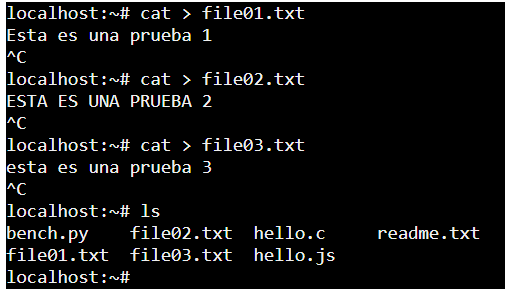 localhost:~# cat > file01.txt
Esta es una prueba 1
^C
localhost:~# cat > file02.txt
ESTA ES UNA PRUEBA 2
^C
localhost:~# cat > file03.txt
esta es una prueba 3
^C
localhost:~# ls
bench.py    file02.txt  hello.c     readme.txt
file01.txt  file03.txt  hello.js
localhost:~#